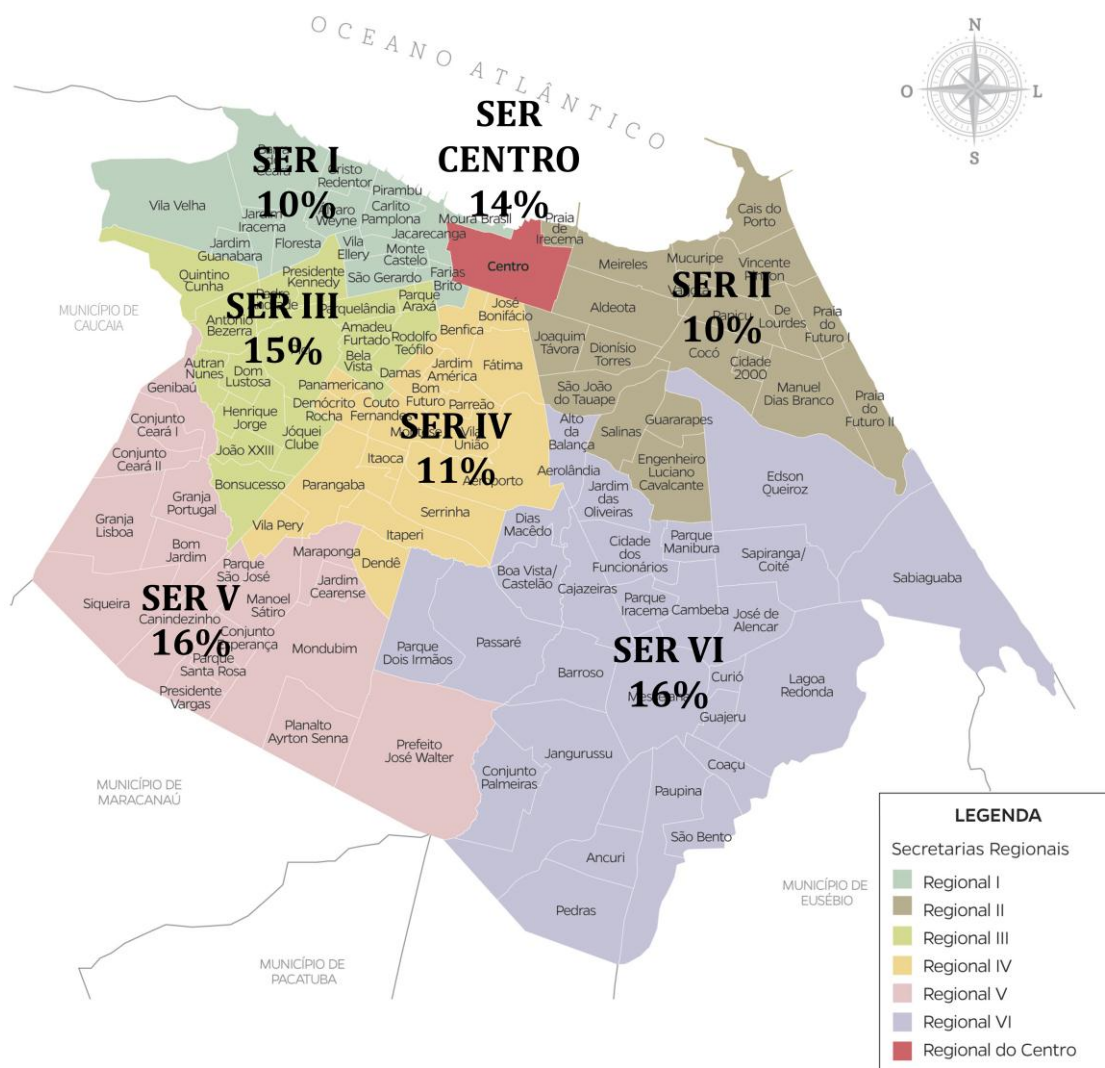 OCEANO ATLÂNTICO
N
O
L
S
SER
CENTRO
14%
SER I
10%
Cristo
Redentor
Pirambu
Carlito
Pamplona
Vila Velha
Jardim
Iracema
Álvaro
Weyne
Moura Brasil
Jacarecanga
Praia
de
Irecema
Cais do
Porto
Jardim
Guanabara
Floresta
Vila
Ellery
Monte
Castelo
São Gerardo
Farias
Brito
Centro
Meireles
Mucuripe
Vincente
SER II
10%
Quintino
Cunha
Presidente
Kennedy
Parque
Araxá
Parquelândia
José
Bonifácio
Aldeota
De
Lourdes
Praia
do
Futuro I
MUNICÍPIO DE
CAUCAIA
SER III
15%
Antonio
Bezerra
Amadeu
Furtado
Rodolfo
Teófilo
Benfica
Joaquim
Távora
Dionísio
Torres
Cocó
Cidade
2000
Autran
Nunes
Dom
Lustosa
Bela
Vista
Damas
Jardim
América
Fátima
Manuel
Dias Branco
Praia
do
Futuro II
Genibaú
Panamericano
Bom
Futuro
Parreão
São João
do Tauape
Conjunto
Ceará I
Henrique
Jorge
Demócrito
Rocha
Couto
Fernandes
Guararapes
Jóquei
Clube
SER IV
11%
Vila
União
Alto
da
Balança
Salinas
Conjunto
Ceará II
João XXIII
Itaoca
Aeroporto
Aerolândia
Engenheiro
Luciano
Cavalcante
Edson
Queiroz
Bonsucesso
Parangaba
Jardim
das
Oliveiras
Granja
Portugal
Granja
Lisboa
Vila Pery
Serrinha
Dias
Macêdo
Bom
Jardim
Maraponga
Itaperi
Cidade
dos
Funcionários
Parque
Manibura
Sapiranga/
Coité
Parque
São José
Dendê
Boa Vista/
Castelão
Cajazeiras
Sabiaguaba
Siqueira
SER V
16%
Manoel
Sátiro
Jardim
Cearense
Parque
Iracema
Cambeba
José de
Alencar
Canindezinho
Conjunto
Esperança
Mondubim
Parque
Dois Irmãos
Passaré
SER VI
16%
Parque
Santa Rosa
Barroso
Curió
Lagoa
Redonda
Presidente
Vargas
Guajeru
Planalto
Ayrton Senna
Prefeito
José Walter
Jangurussu
Coaçu
Conjunto
Palmeiras
MUNICÍPIO DE
MARACANAÚ
Paupina
São Bento
Ancuri
Pedras
MUNICÍPIO DE
EUSÉBIO
MUNICÍPIO DE
PACATUBA
LEGENDA
Secretarias Regionais
Regional I
Regional II
Regional III
Regional IV
Regional V
Regional VI
Regional do Centro